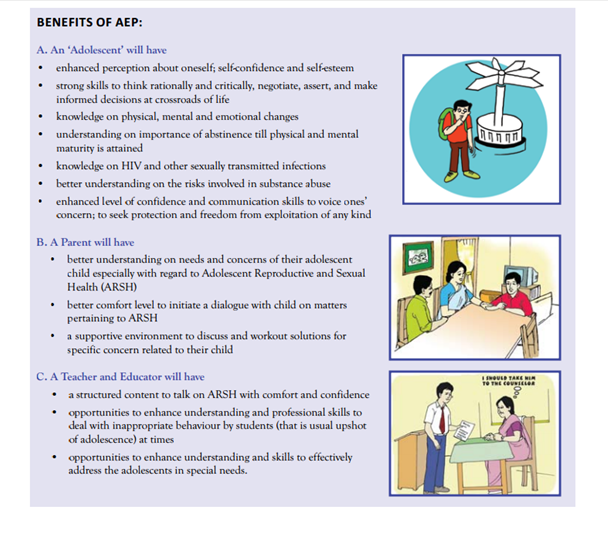 BENEFITS OF AEP:
A. An ‘Adolescent’ will have
• enhanced perception about oneself; self-confidence and self-esteem
• strong skills to think rationally and critically, negotiate, assert, and make
informed decisions at crossroads of life
• knowledge on physical, mental and emotional changes
• understanding on importance of abstinence till physical and mental
maturity is attained
• knowledge on HIV and other sexually transmitted infections
• better understanding on the risks involved in substance abuse
• enhanced level of confidence and communication skills to voice ones’
concern; to seek protection and freedom from exploitation of any kind
B. A Parent will have
• better understanding on needs and concerns of their adolescent
child especially with regard to Adolescent Reproductive and Sexual
Health (ARSH)
• better comfort level to initiate a dialogue with child on matters
pertaining to ARSH
• a supportive environment to discuss and workout solutions for
specific concern related to their child
C. A Teacher and Educator will have
• a structured content to talk on ARSH with comfort and confidence
• opportunities to enhance understanding and professional skills to
deal with inappropriate behaviour by students (that is usual upshot
of adolescence) at times
• opportunities to enhance understanding and skills to effectively
address the adolescents in special needs.
I SHOULD TAKE HIM
TO THE COUNSELOR